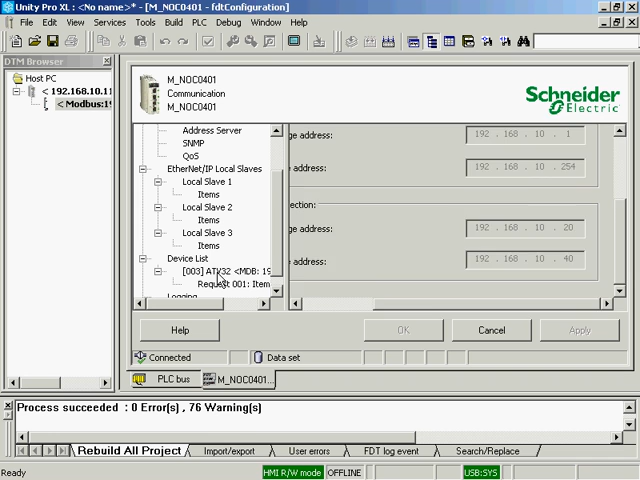 Unity Pro XL : <No name>* - [M_NOC0401 - fdtConfiguration]
File Edit View Services Tools Build PLC Debug Window Help
DTM Browser
Host PC
< 192.168.10.11
< Modbus:19
M_NOC0401
Communication
M_NOC0401
Schneider
Electric
Address Server
SNMP
QoS
EtherNet/IP Local Slaves
Local Slave 1
Items
Local Slave 2
Items
Local Slave 3
Items
Device List
[003] ATV32 <MDB: 19
Request 001: Item
Logging
ge address: 192 . 168 . 10 . 1
e address: 192 . 168 . 10 . 254
ection:
ge address: 192 . 168 . 10 . 20
e address: 192 . 168 . 10 . 40
Help OK Cancel Apply
Connected Data set
PLC bus M_NOC0401...
Process succeeded : 0 Error(s) , 76 Warning(s)
Rebuild All Project Import/export User errors FDT log event Search/Replace
Ready HMI R/W mode OFFLINE USB:SYS